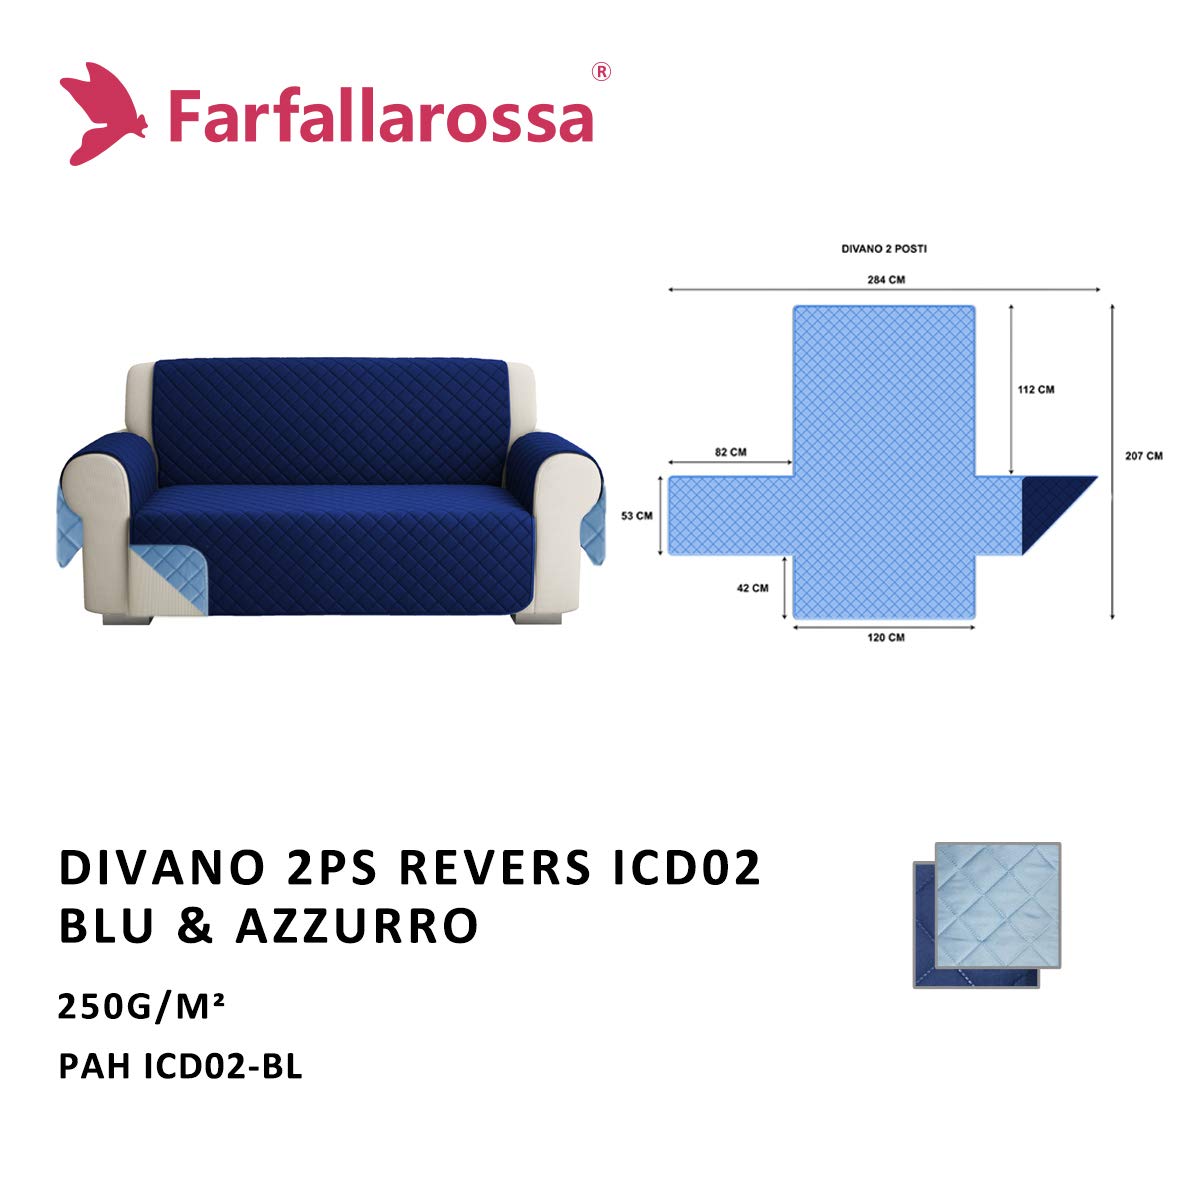 Farfallarossa®
DIVANO 2 POSTI
284 CM
112 CM
82 CM
207 CM
53 CM
42 CM
120 CM
DIVANO 2PS REVERS ICD02
BLU & AZZURRO
250G/M²
PAH ICD02-BL